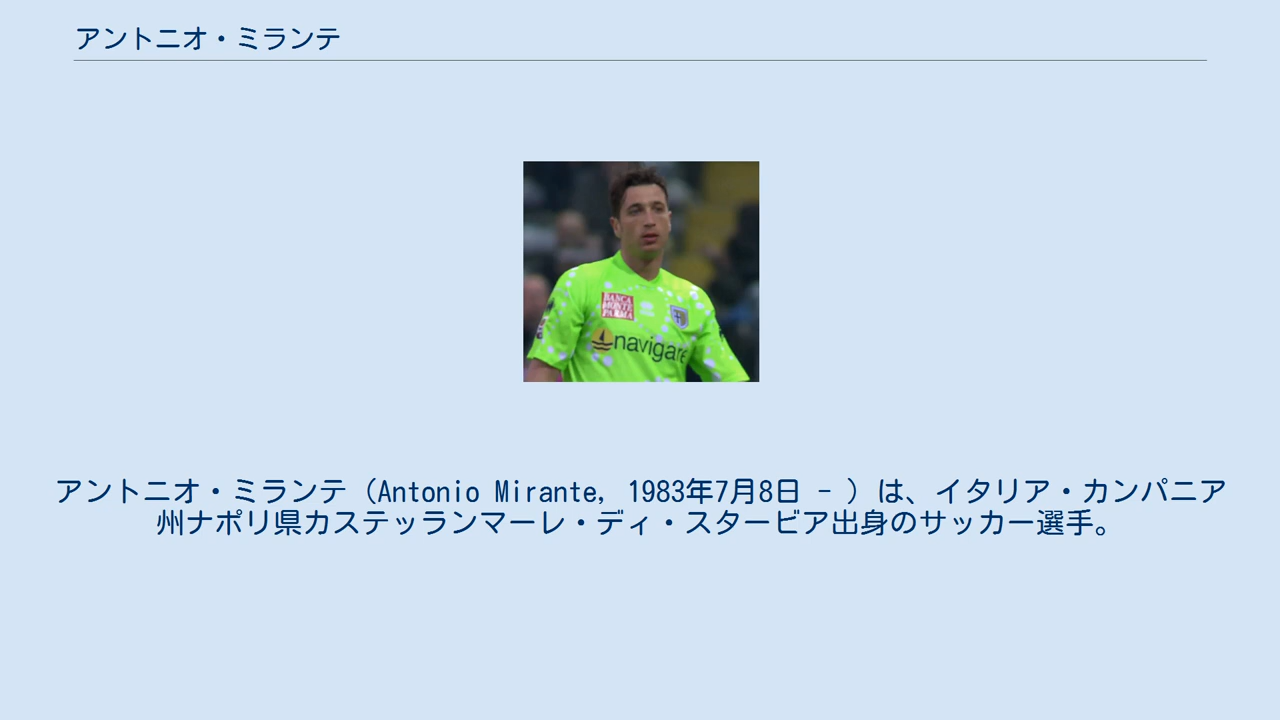 アントニオ・ミランテ
BANCA
MONTE
PARMA
navigare
アントニオ・ミランテ（Antonio Mirante, 1983年7月8日 - ）は、イタリア・カンパニア
州ナポリ県カステッランマーレ・ディ・スタービア出身のサッカー選手。